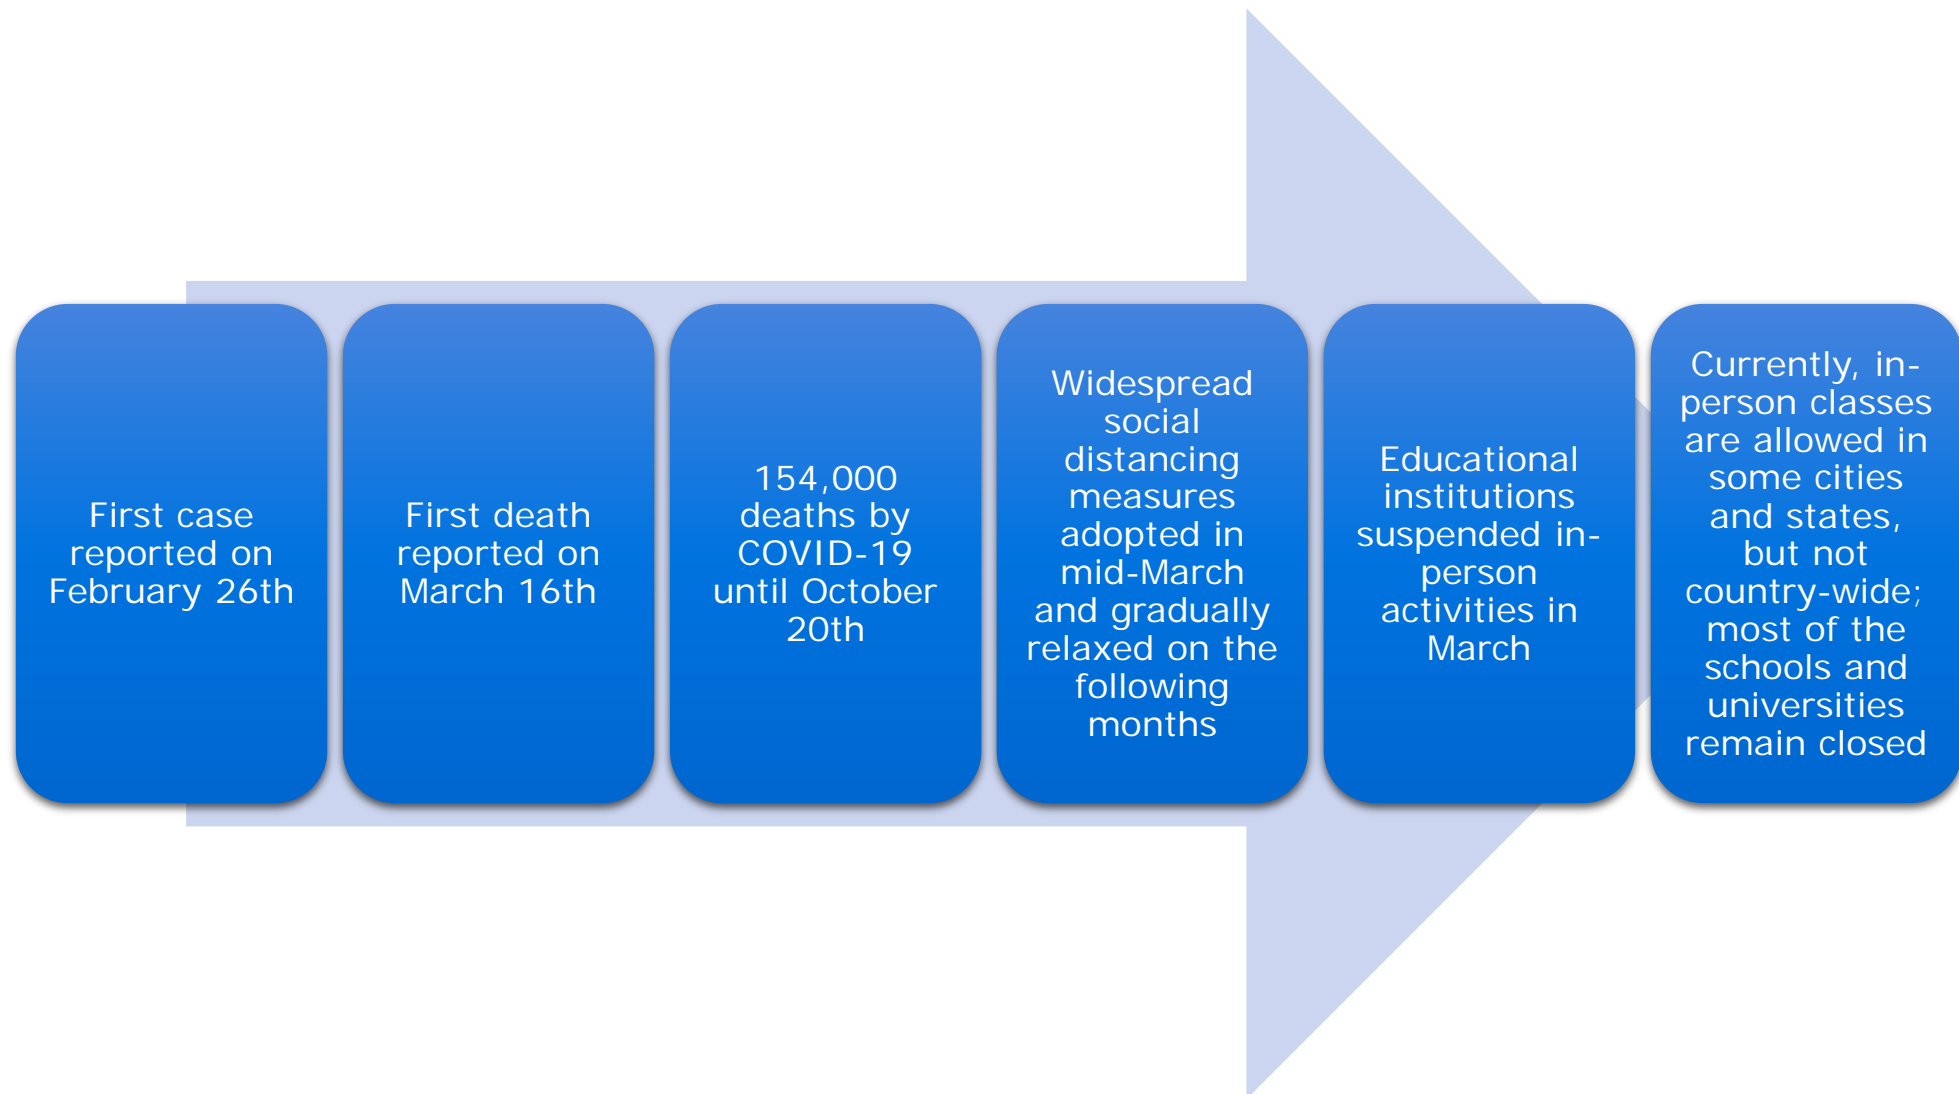 First case
reported on
February 26th
First death
reported on
March 16th
154,000
deaths by
COVID-19
until October
20th
Widespread
social
distancing
measures
adopted in
mid-March
and gradually
relaxed on the
following
months
Educational
institutions
suspended in-
person
activities in
March
Currently, in-
person classes
are allowed in
some cities
and states,
but not
country-wide;
most of the
schools and
universities
remain closed